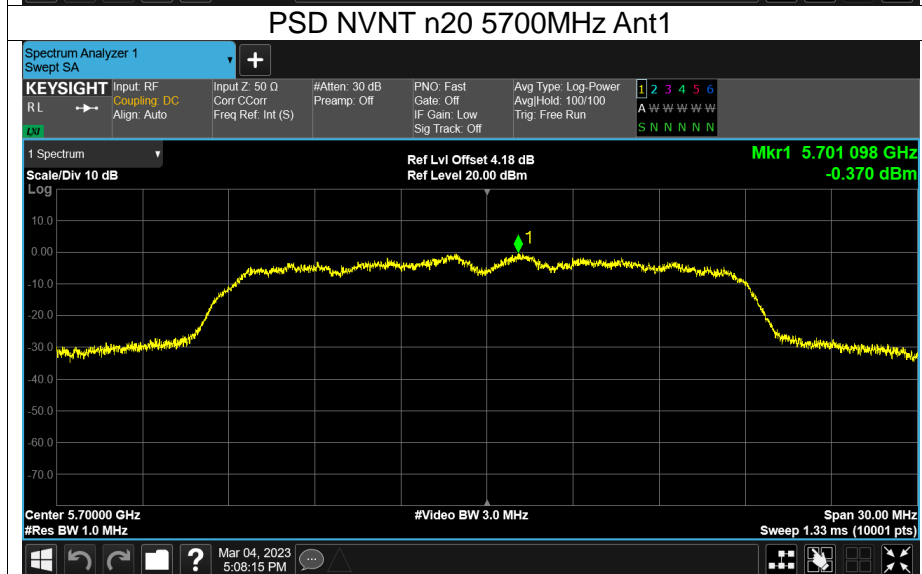 PSD NVNT n20 5700MHz Ant1
Spectrum Analyzer 1
Swept SA
+
KEYSIGHT
R L
LXI
Input: RF
Coupling: DC
Align: Auto
Input Z: 50 Ω
Corr CCorr
Freq Ref: Int (S)
#Atten: 30 dB
Preamp: Off
PNO: Fast
Gate: Off
IF Gain: Low
Sig Track: Off
Avg Type: Log-Power
Avg|Hold: 100/100
Trig: Free Run
1 2 3 4 5 6
A W W W W W
S N N N N N
1 Spectrum
Scale/Div 10 dB
Ref Lvl Offset 4.18 dB
Ref Level 20.00 dBm
Mkr1 5.701 098 GHz
-0.370 dBm
Log
10.0
0.00
-10.0
-20.0
-30.0
-40.0
-50.0
-60.0
-70.0
1
Center 5.70000 GHz
#Res BW 1.0 MHz
#Video BW 3.0 MHz
Span 30.00 MHz
Sweep 1.33 ms (10001 pts)
?
Mar 04, 2023
5:08:15 PM